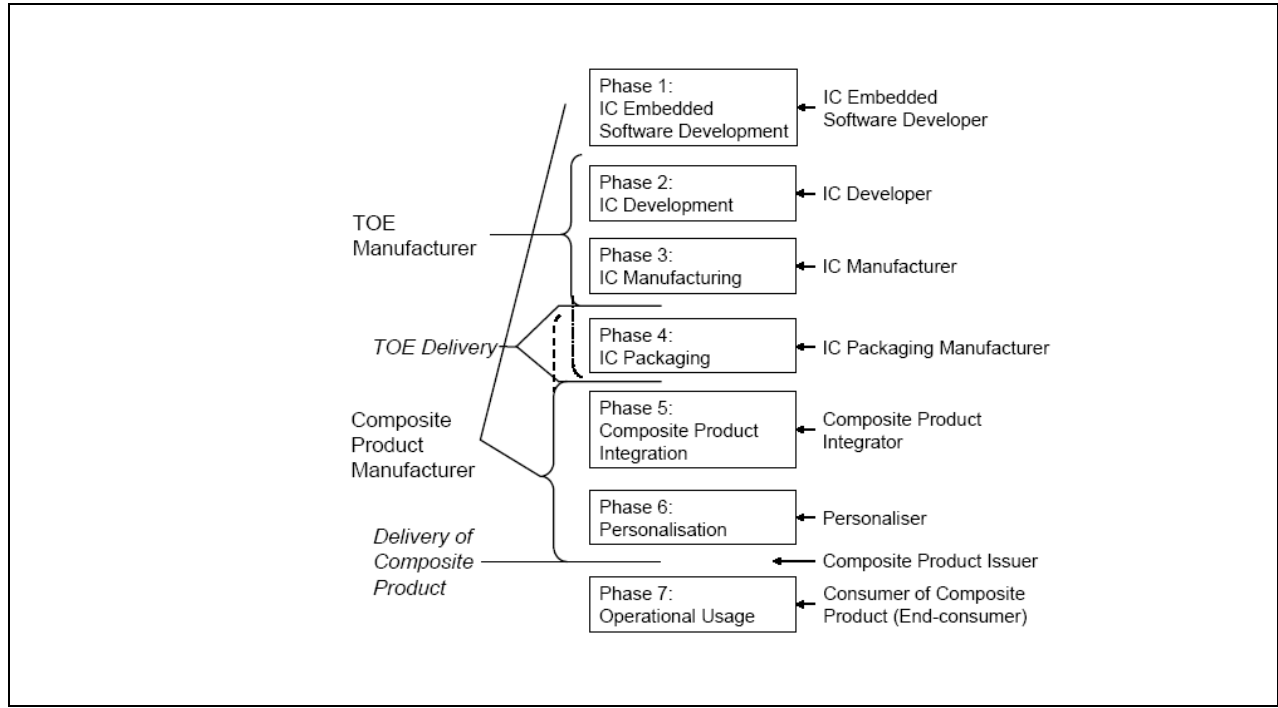 Phase 1:
IC Embedded
Software Development
IC Embedded
Software Developer
Phase 2:
IC Development
IC Developer
TOE
Manufacturer
Phase 3:
IC Manufacturing
IC Manufacturer
TOE Delivery
Phase 4:
IC Packaging
IC Packaging Manufacturer
Composite
Product
Manufacturer
Phase 5:
Composite Product
Integration
Composite Product
Integrator
Phase 6:
Personalisation
Personaliser
Delivery of
Composite
Product
Composite Product Issuer
Phase 7:
Operational Usage
Consumer of Composite
Product (End-consumer)